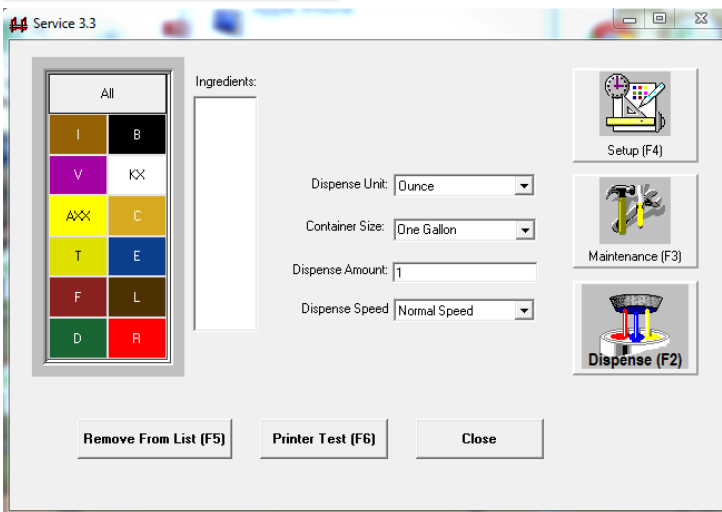 Service 3.3
All
I B
V KX
AXX C
T E
F L
D R
Ingredients:
Dispense Unit: Ounce
Container Size: One Gallon
Dispense Amount: 1
Dispense Speed Normal Speed
Setup (F4)
Maintenance (F3)
Dispense (F2)
Remove From List (F5) Printer Test (F6) Close